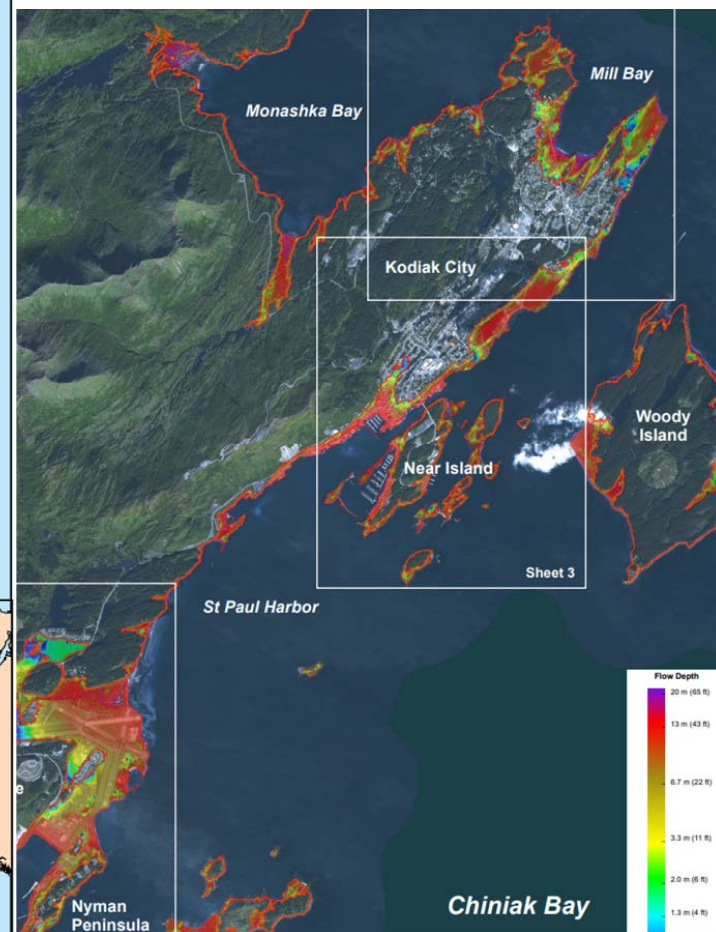 Mill Bay
Monashka Bay
Kodiak City
Woody
Island
Near Island
Sheet 3
St Paul Harbor
Flow Depth
20 m (65 ft)
13 m (43 ft)
6.7 m (22 ft)
3.3 m (11 ft)
2.0 m (6 ft)
1.3 m (4 ft)
e
Chiniak Bay
Nyman
Peninsula